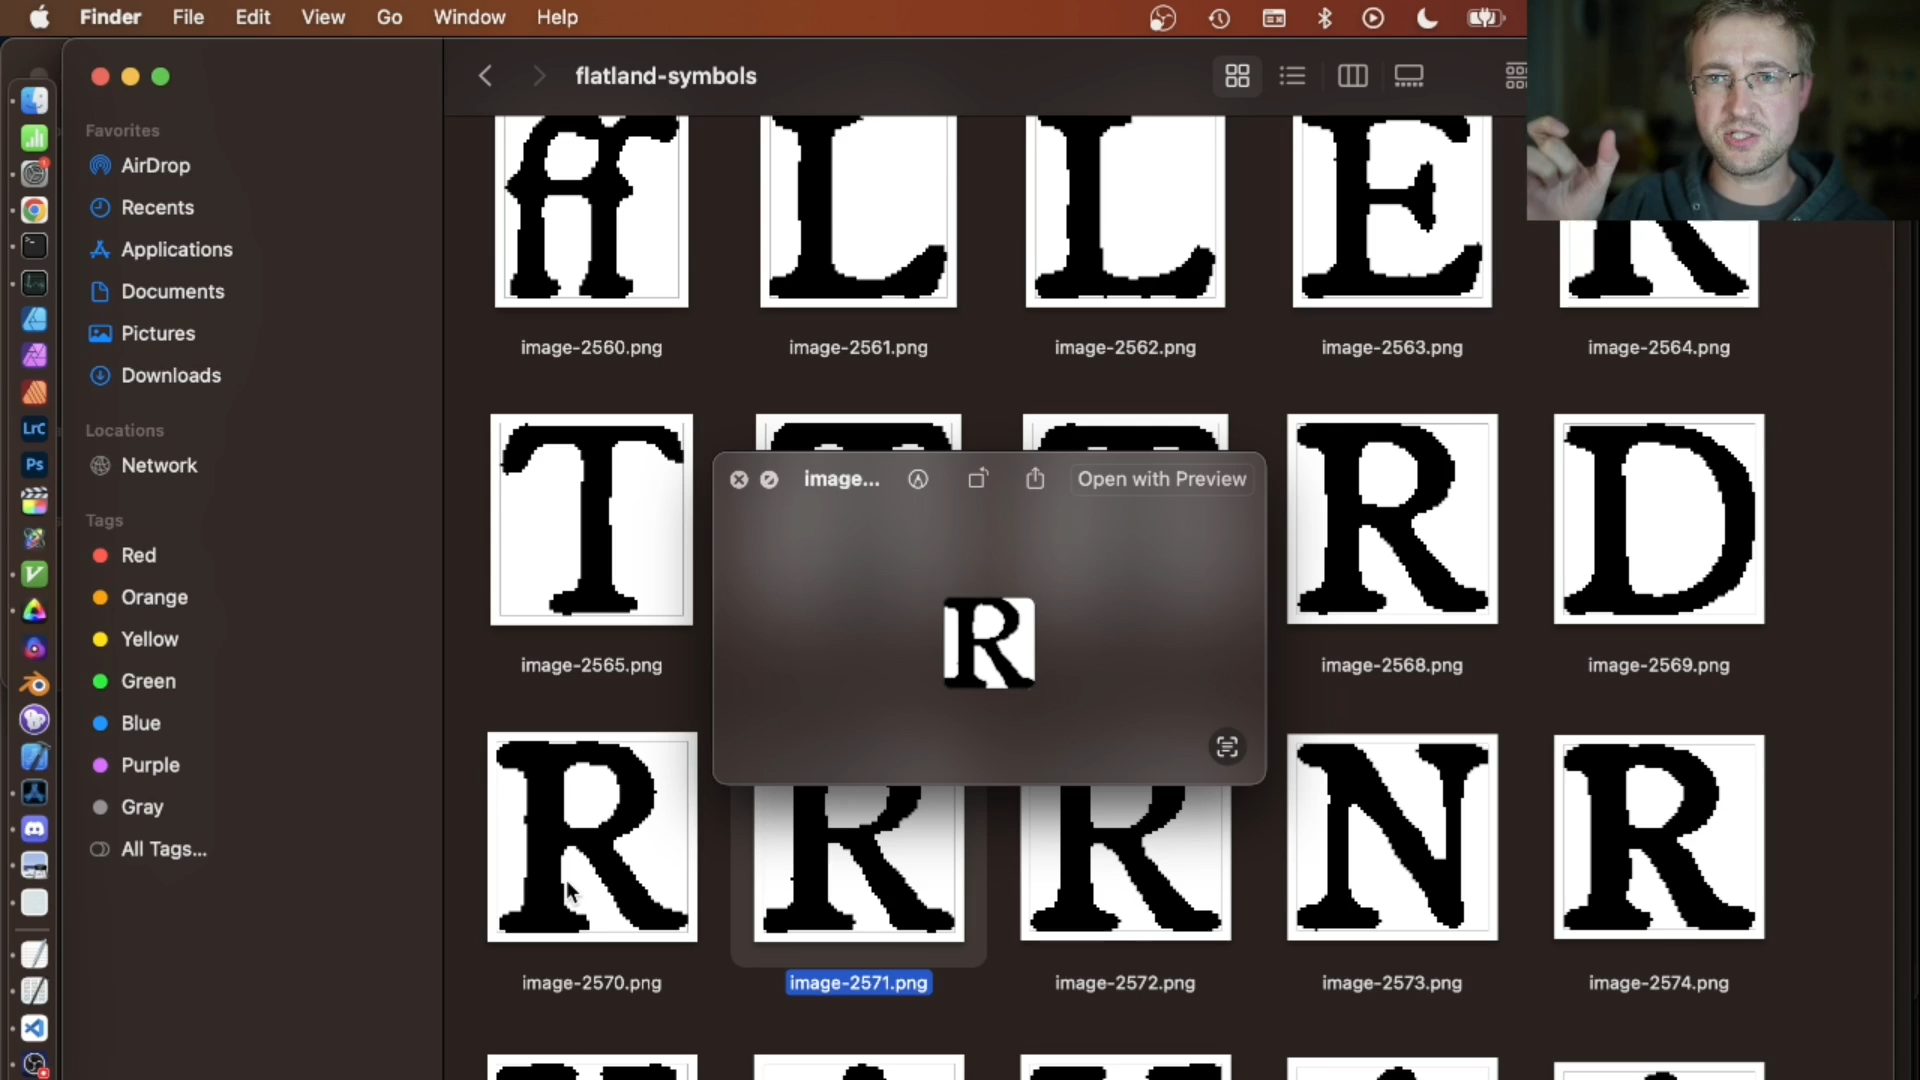 Finder File Edit View Go Window Help
flatland-symbols
Favorites
AirDrop
Recents
Applications
Documents
Pictures
Downloads
Locations
Network
Tags
Red
Orange
Yellow
Green
Blue
Purple
Gray
All Tags...
LrC
Ps
H L L E R
image-2560.png image-2561.png image-2562.png image-2563.png image-2564.png
T R D
image... Open with Preview
R
image-2565.png image-2568.png image-2569.png
R R R N R
image-2570.png image-2571.png image-2572.png image-2573.png image-2574.png